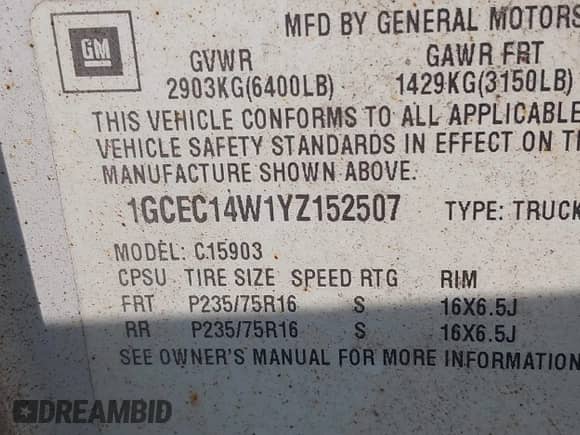 MFD BY GENERAL MOTORS
GM
GVWR GAWR FRT
2903KG(6400LB) 1429KG(3150LB)
THIS VEHICLE CONFORMS TO ALL APPLICABLE
VEHICLE SAFETY STANDARDS IN EFFECT ON
MANUFACTURE SHOWN ABOVE.
1GCEC14W1YZ152507 TYPE: TRUCK
MODEL: C15903
CPSU TIRE SIZE SPEED RTG RIM
FRT P235/75R16 S 16X6.5J
RR P235/75R16 S 16X6.5J
SEE OWNER'S MANUAL FOR MORE INFORMATION
DREAMBID